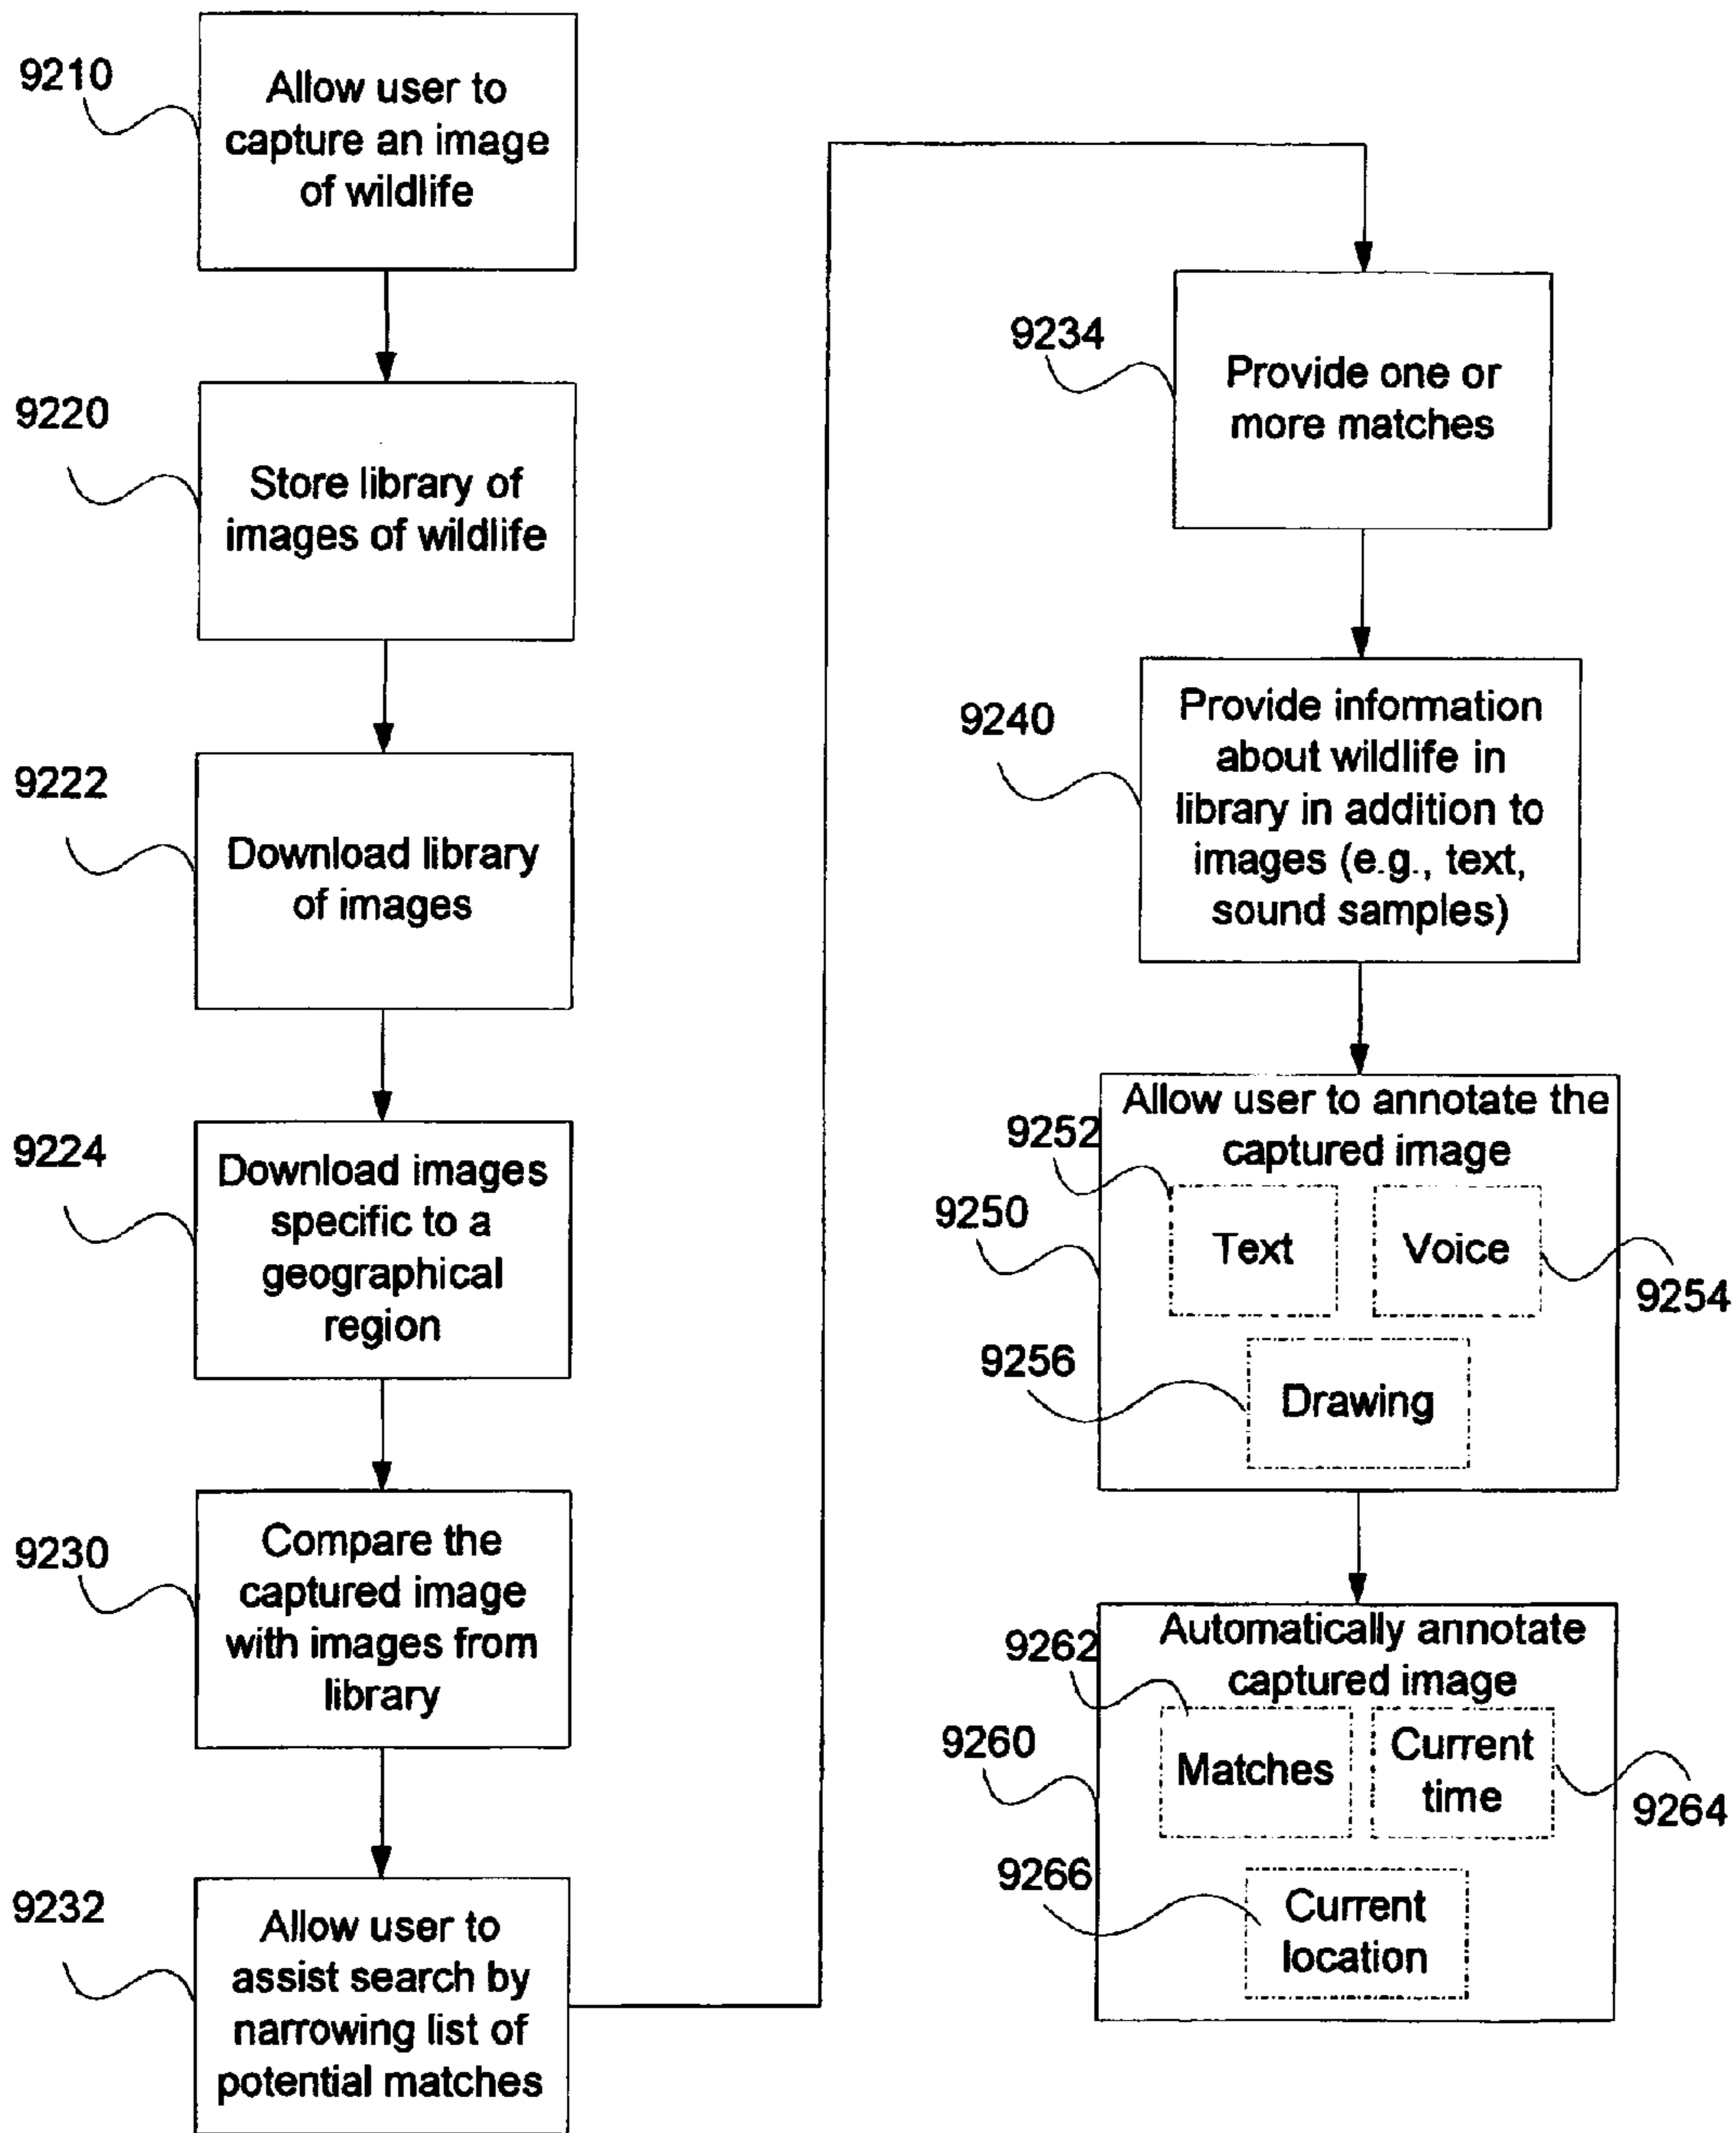 9210
Allow user to
capture an image
of wildlife
9220
Store library of
images of wildlife
9222
Download library
of images
9224
Download images
specific to a
geographical
region
9230
Compare the
captured image
with images from
library
9232
Allow user to
assist search by
narrowing list of
potential matches
9234
Provide one or
more matches
9240
Provide information
about wildlife in
library in addition to
images (e.g., text,
sound samples)
9250
Allow user to annotate the
captured image
9252
Text
Voice
9254
9256
Drawing
9260
Automatically annotate
captured image
9262
Matches
Current
time
9264
9266
Current
location